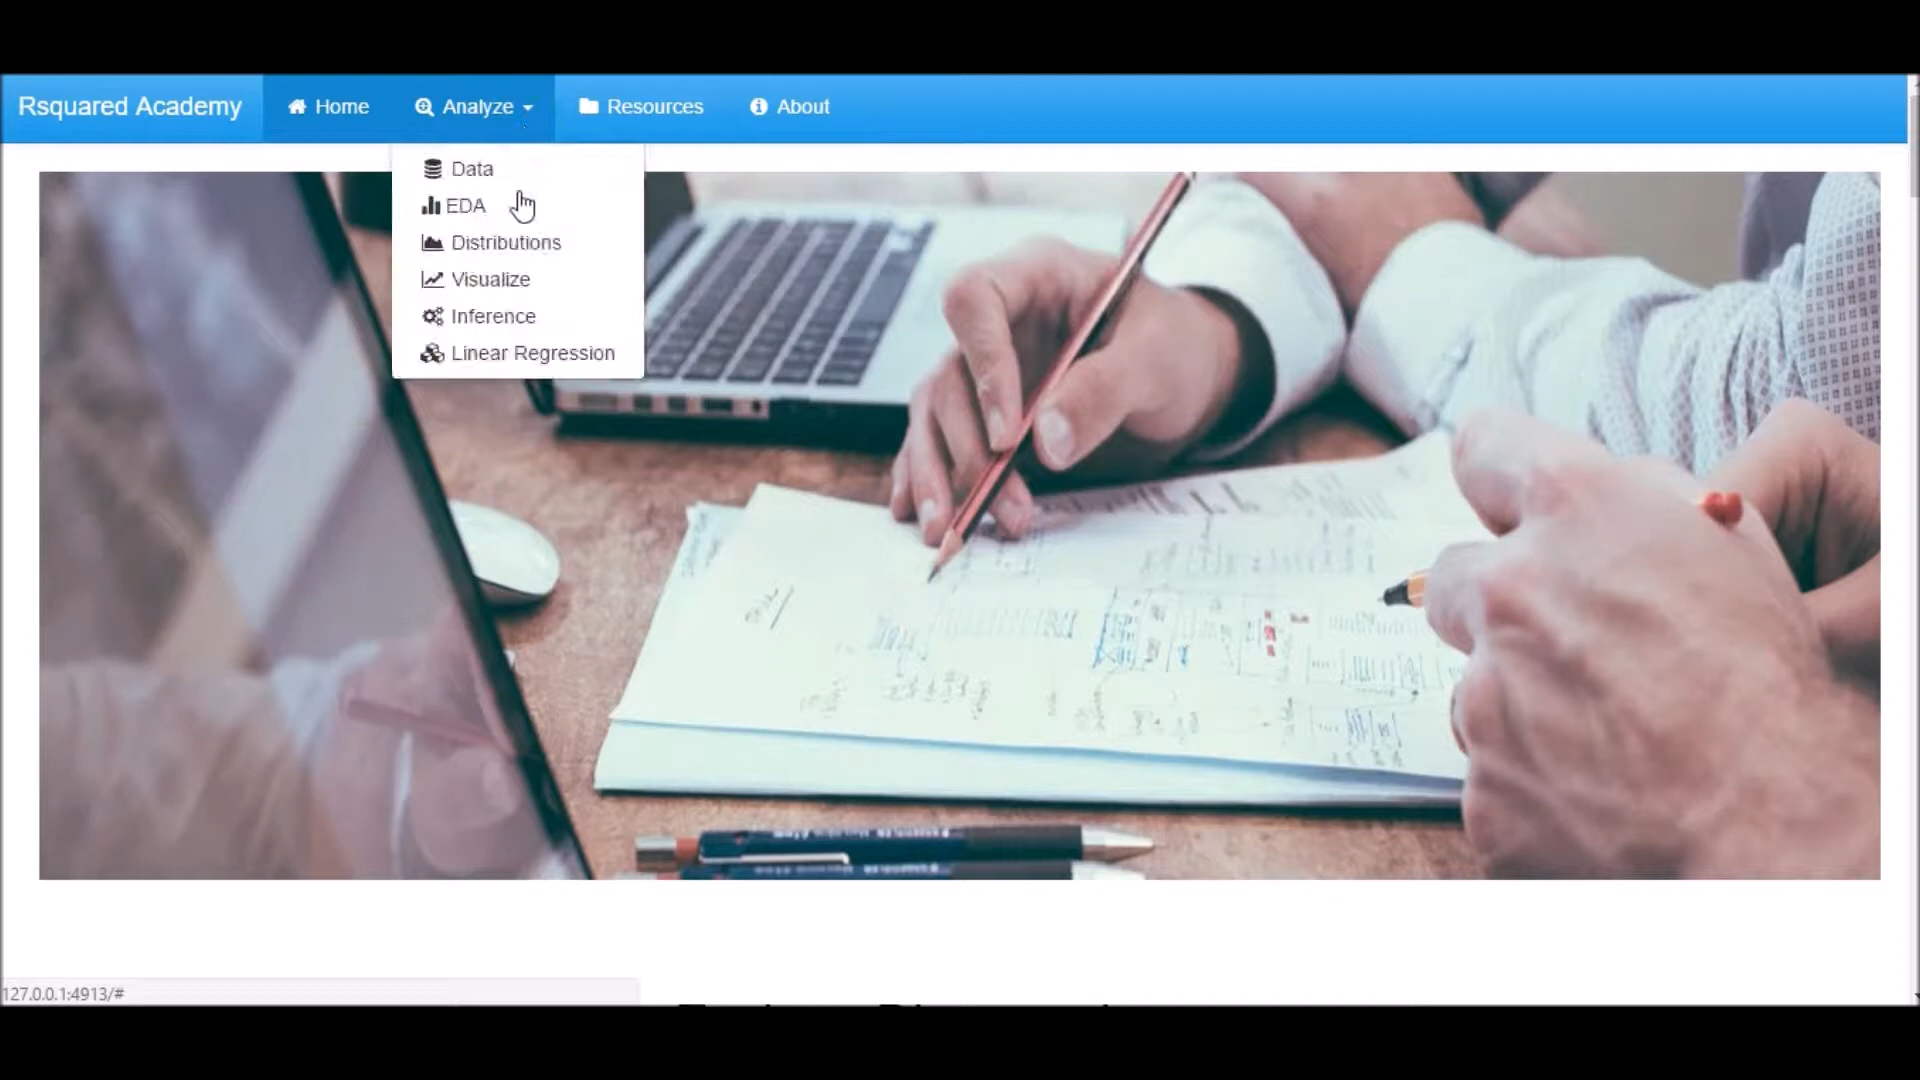 Rsquared Academy Home Analyze Resources About
Data
EDA
Distributions
Visualize
Inference
Linear Regression
127.0.0.1:4913/#